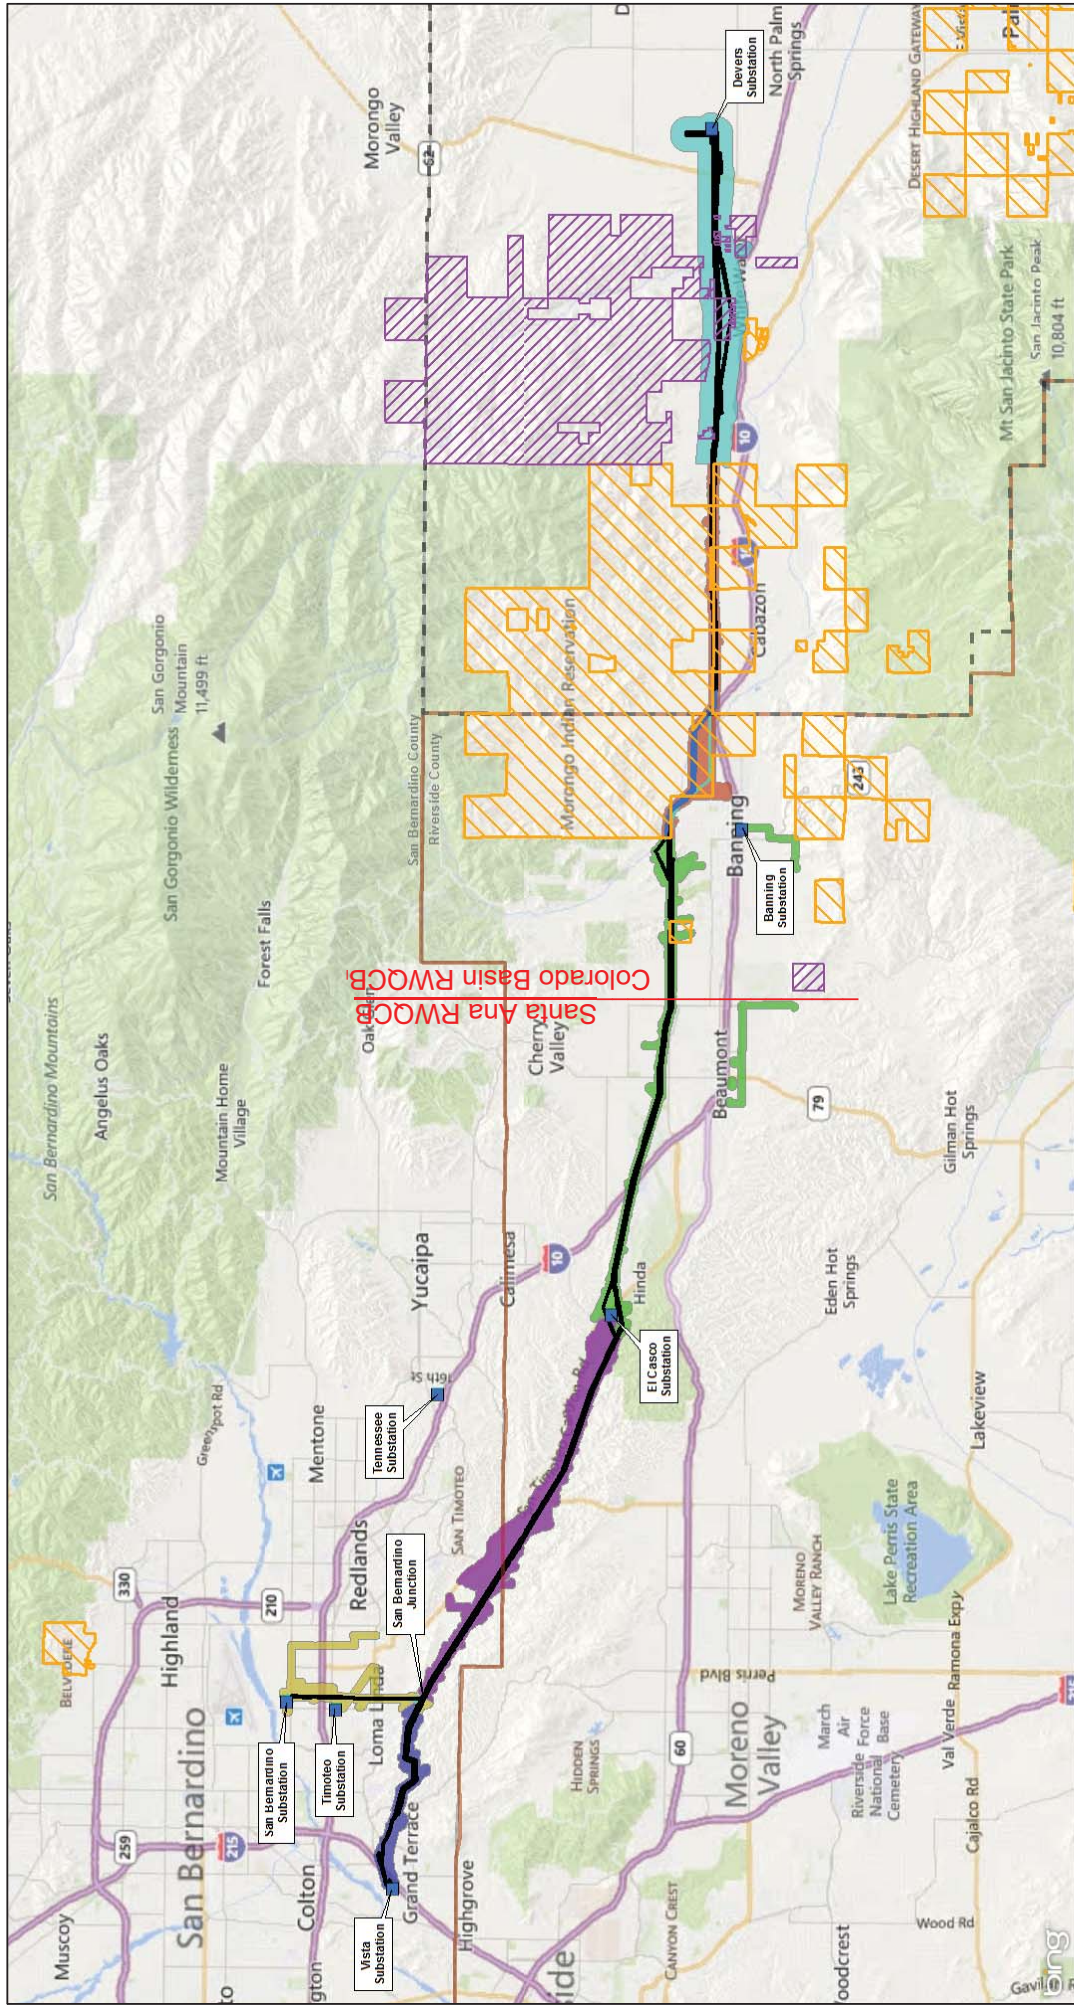 Muscoy
259
San Bernardino
215
Colton
Highland
BELVEDERE
330
210
San Bernardino
Substation
Timoteo
Substation
Vista
Substation
Grand Terrace
Highgrove
Loma Linda
Redlands
Mentone
San Bernardino
Junction
SAN TIMOTEO
Tennessee
Substation
16th St
Greenspot Rd
San Bernardino Mountains
Angelus Oaks
Mountain Home
Village
Forest Falls
Yucaipa
Calimesa
10
Oak Glen
Cherry
Valley
San Gorgonio Wilderness
San Gorgonio
Mountain
11,499 ft
San Bernardino County
Riverside County
Santa Ana RWQCB
Colorado Basin RWQCB
Morongo Indian Reservation
Morongo
Valley
62
Devers
Substation
North Palm
Springs
DESERT HIGHLAND GATEWAY
10
Cabazon
Banning
Banning
Substation
243
Mt San Jacinto State Park
San Jacinto Peak
10,804 ft
Beaumont
79
Gilman Hot
Springs
Eden Hot
Springs
Hinda
El Casco
Substation
Lakeview
Lake Perris State
Recreation Area
MORENO
VALLEY RANCH
Perris Blvd
Ramona Expy
60
Moreno
Valley
HIDDEN
SPRINGS
March
Air
Force
Base
Riverside
National
Cemetery
Val Verde
Cajalco Rd
CANYON CREST
Wood Rd
bing